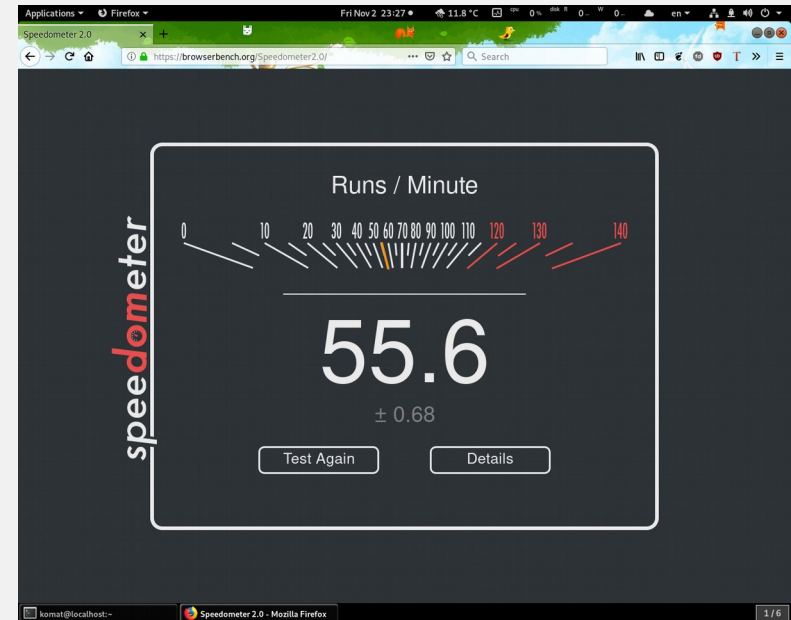 Applications Firefox Fri Nov 2 23:27 11.8 °C cpu 0 % disk R 0 W 0 en
Speedometer 2.0 × +
https://browserbench.org/Speedometer2.0/ Search
Runs / Minute
0 10 20 30 40 50 60 70 80 90 100 110 120 130 140
speedometer
55.6
± 0.68
Test Again Details
komat@localhost:~ Speedometer 2.0 - Mozilla Firefox 1 / 6